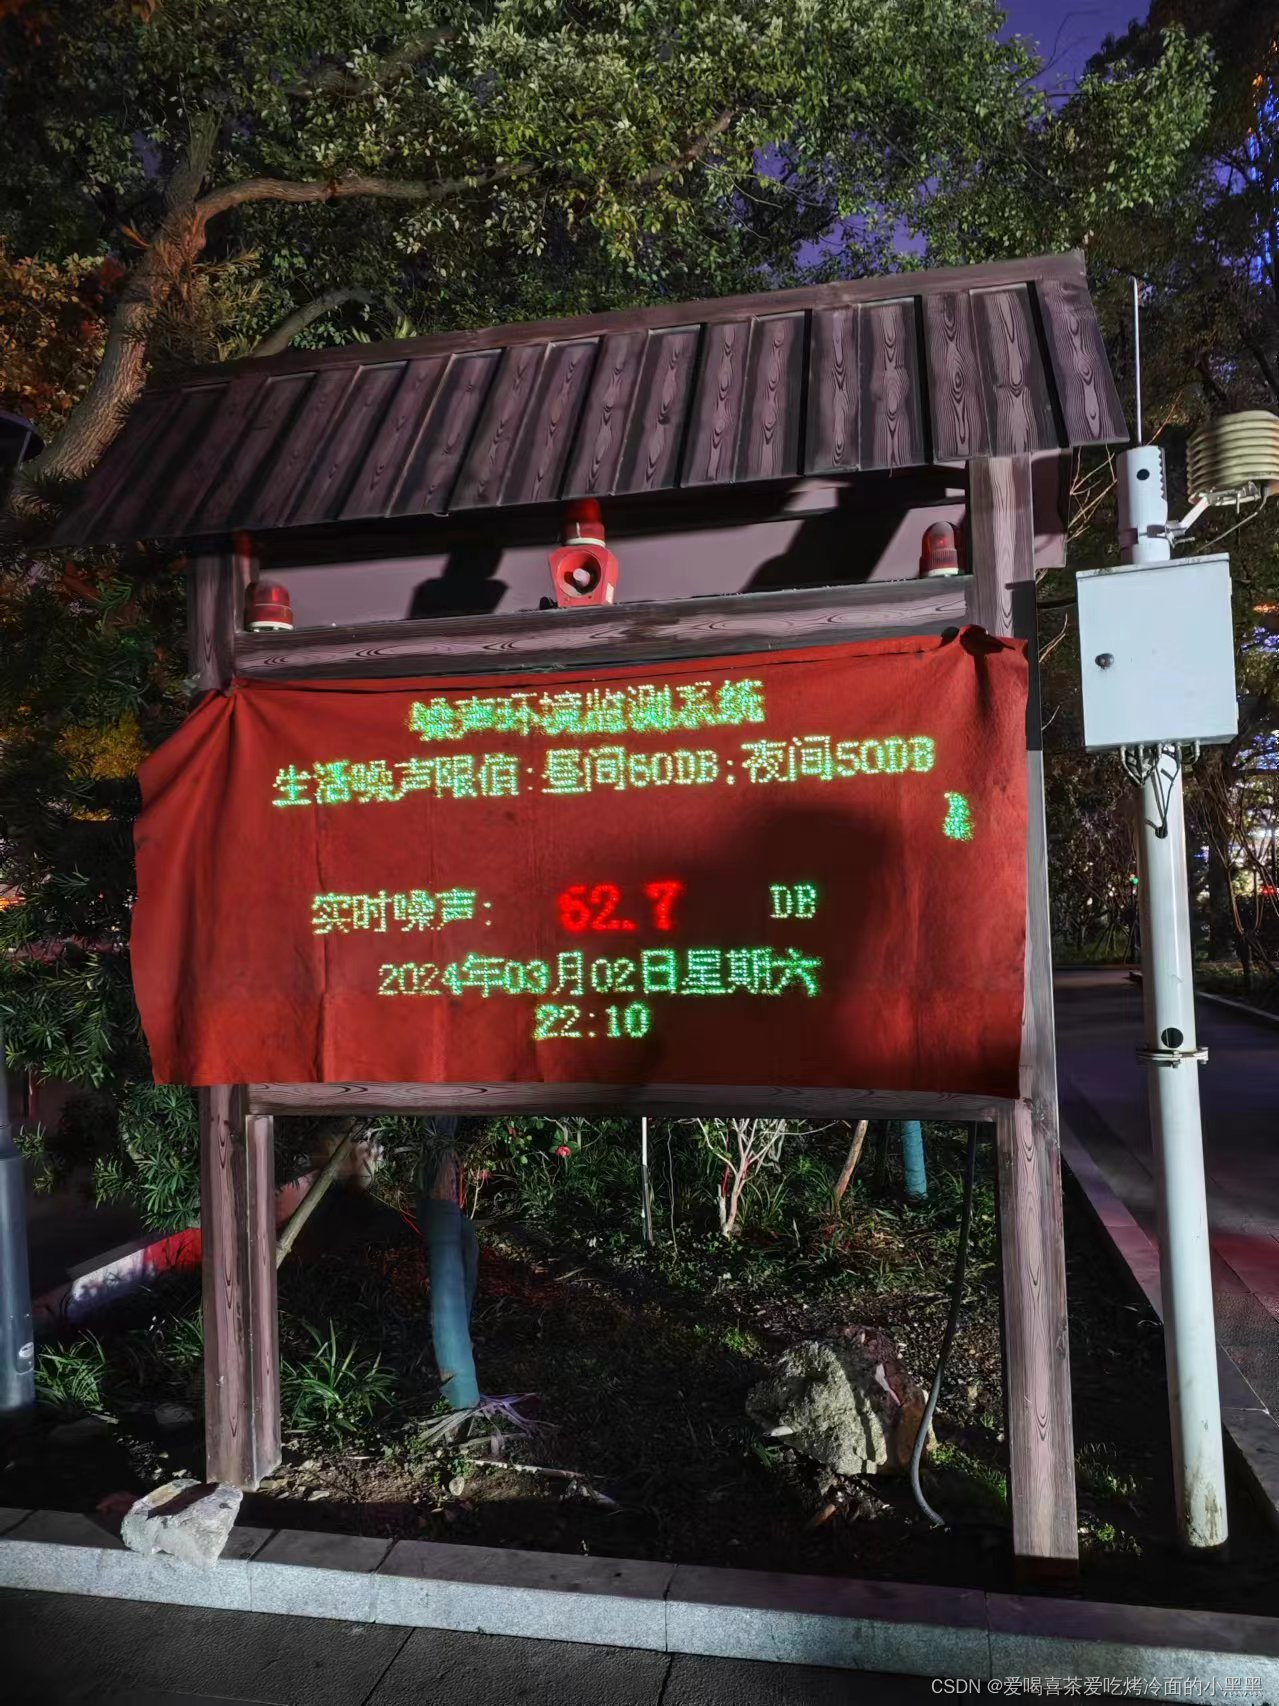 噪声环境监测系统
生活噪声限值:昼间60DB;夜间50DB
实时噪声: 52.7 DB
2024年03月02日星期六
22:10
CSDN @爱喝喜茶爱吃烤冷面的小黑黑